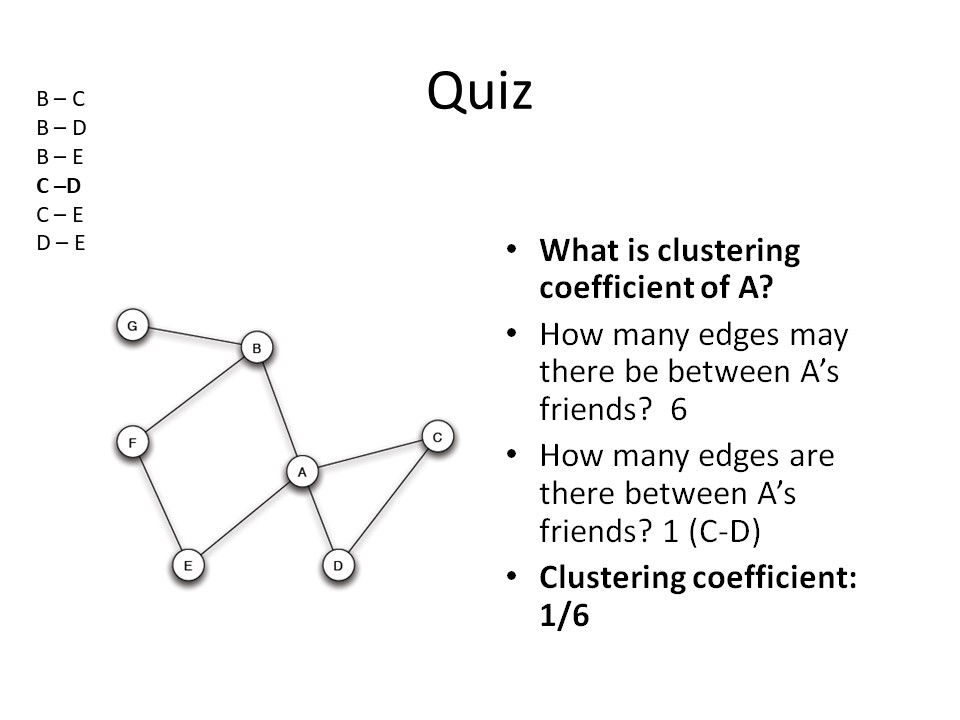 Quiz
B – C
B – D
B – E
C –D
C – E
D – E
G
B
F
C
A
E
D
• What is clustering
coefficient of A?
• How many edges may
there be between A’s
friends?  6
• How many edges are
there between A’s
friends? 1 (C-D)
• Clustering coefficient:
1/6